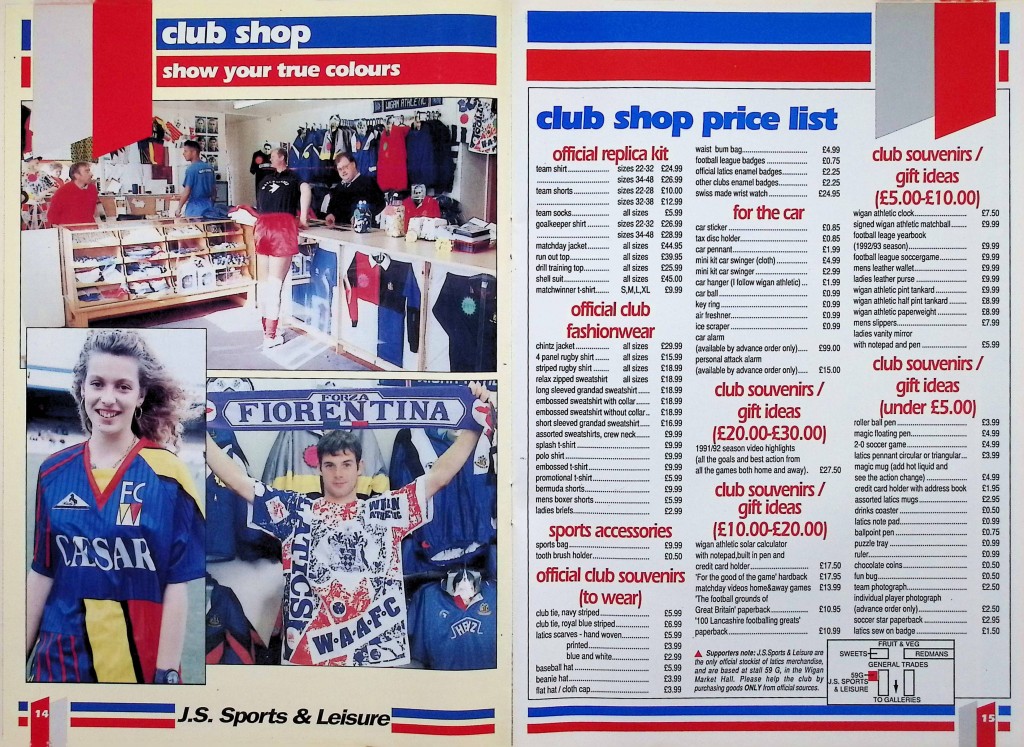 club shop
show your true colours
WIGAN ATHLETIC
FC
CÆSAR
FORZA
FIORENTINA
WIGAN
ATHLETIC
LATICS
W·A·A·F·C
14
J.S. Sports & Leisure
club shop price list
official replica kit
team shirt sizes 22-32 £24.99
sizes 34-48 £26.99
team shorts sizes 22-28 £10.00
sizes 32-38 £12.99
team socks all sizes £5.99
goalkeeper shirt sizes 22-32 £26.99
sizes 34-48 £28.99
matchday jacket all sizes £44.95
run out top all sizes £39.95
drill training top all sizes £25.99
shell suit all sizes £45.00
matchwinner t-shirt S,M,L,XL £9.99
official club
fashionwear
chintz jacket all sizes £29.99
4 panel rugby shirt all sizes £15.99
striped rugby shirt all sizes £18.99
relax zipped sweatshirt all sizes £18.99
long sleeved grandad sweatshirt £18.99
embossed sweatshirt with collar £18.99
embossed sweatshirt without collar £18.99
short sleeved grandad sweatshirt £16.99
assorted sweatshirts, crew neck £9.99
splash t-shirt £9.99
polo shirt £9.99
embossed t-shirt £9.99
promotional t-shirt £5.99
bermuda shorts £9.99
mens boxer shorts £5.99
ladies briefs £2.99
sports accessories
sports bag £9.99
tooth brush holder £0.50
official club souvenirs
(to wear)
club tie, navy striped £5.99
club tie, royal blue striped £6.99
latics scarves - hand woven £5.99
printed £3.99
blue and white £2.99
baseball hat £5.99
beanie hat £3.99
flat hat / cloth cap £3.99
waist bum bag £4.99
football league badges £0.75
official latics enamel badges £2.25
other clubs enamel badges £2.25
swiss made wrist watch £24.95
for the car
car sticker £0.85
tax disc holder £0.85
car pennant £1.99
mini kit car swinger (cloth) £4.99
mini kit car swinger £2.99
car hanger (I follow wigan athletic) £1.99
car ball £0.99
key ring £0.99
air freshner £0.99
ice scraper £0.99
car alarm
(available by advance order only) £99.00
personal attack alarm
(available by advance order only) £15.00
club souvenirs /
gift ideas
(£20.00-£30.00)
1991/92 season video highlights
(all the goals and best action from
all the games both home and away). £27.50
club souvenirs /
gift ideas
(£10.00-£20.00)
wigan athletic solar calculator
with notepad,built in pen and
credit card holder £17.50
'For the good of the game' hardback £17.95
matchday videos home&away games £13.99
'The football grounds of
Great Britain' paperback £10.95
'100 Lancashire footballing greats'
paperback £10.99
Supporters note: J.S.Sports & Leisure are
the only official stockist of latics merchandise,
and are based at stall 59 G, in the Wigan
Market Hall. Please help the club by
purchasing goods ONLY from official sources.
club souvenirs /
gift ideas
(£5.00-£10.00)
wigan athletic clock £7.50
signed wigan athletic matchball £9.99
football leage yearbook
(1992/93 season) £9.99
football league soccergame £9.99
mens leather wallet £9.99
ladies leather purse £9.99
wigan athletic pint tankard £9.99
wigan athletic half pint tankard £8.99
wigan athletic paperweight £8.99
mens slippers £7.99
ladies vanity mirror
with notepad and pen £5.99
club souvenirs /
gift ideas
(under £5.00)
roller ball pen £3.99
magic floating pen £4.99
2-0 soccer game £4.99
latics pennant circular or triangular £3.99
magic mug (add hot liquid and
see the action change) £4.99
credit card holder with address book £1.95
assorted latics mugs £2.95
drinks coaster £0.50
latics note pad £0.99
ballpoint pen £0.75
puzzle tray £0.99
ruler £0.99
chocolate coins £0.50
fun bug £0.50
team photograph £2.50
individual player photograph
(advance order only) £2.50
soccer star paperback £2.95
latics sew on badge £1.50
FRUIT & VEG
SWEETS
REDMANS
GENERAL TRADES
59G
J.S. SPORTS
& LEISURE
TO GALLERIES
15